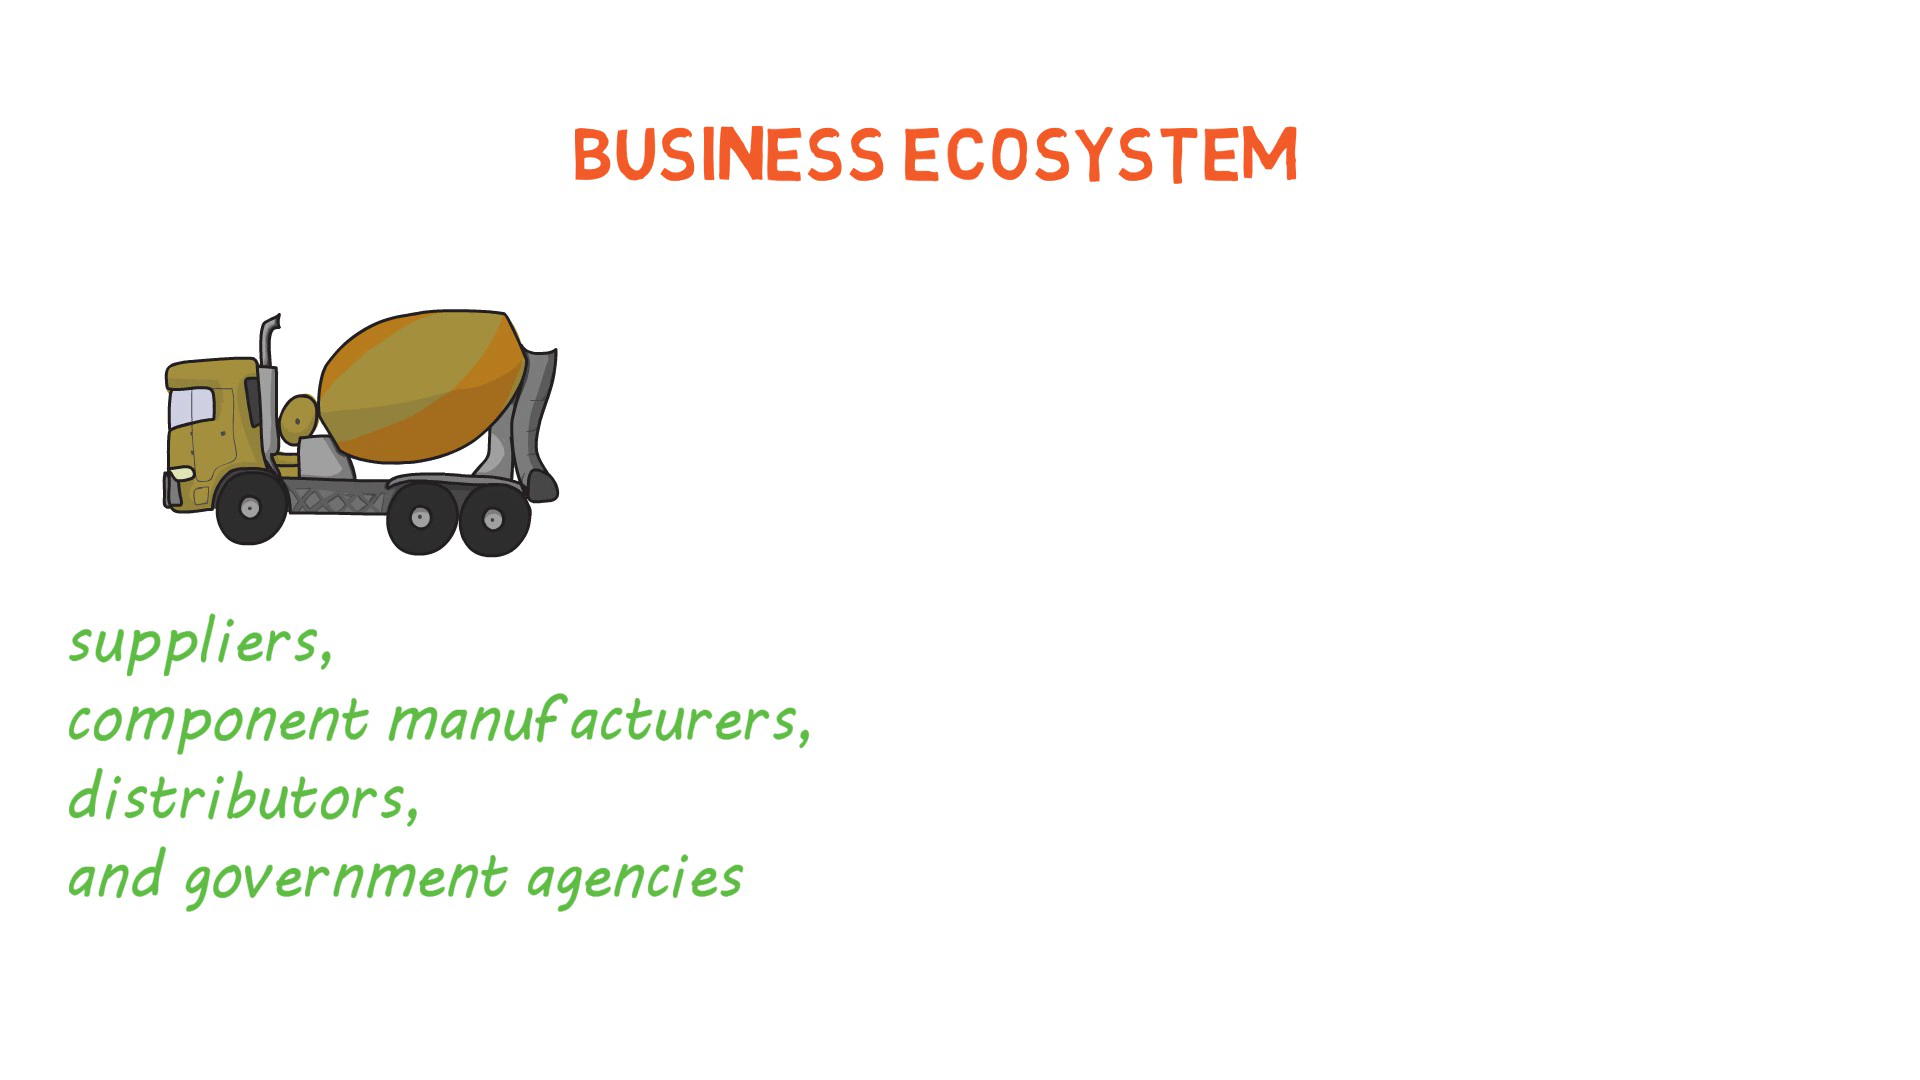 BUSINESS ECOSYSTEM
suppliers,
component manufacturers,
distributors,
and government agencies